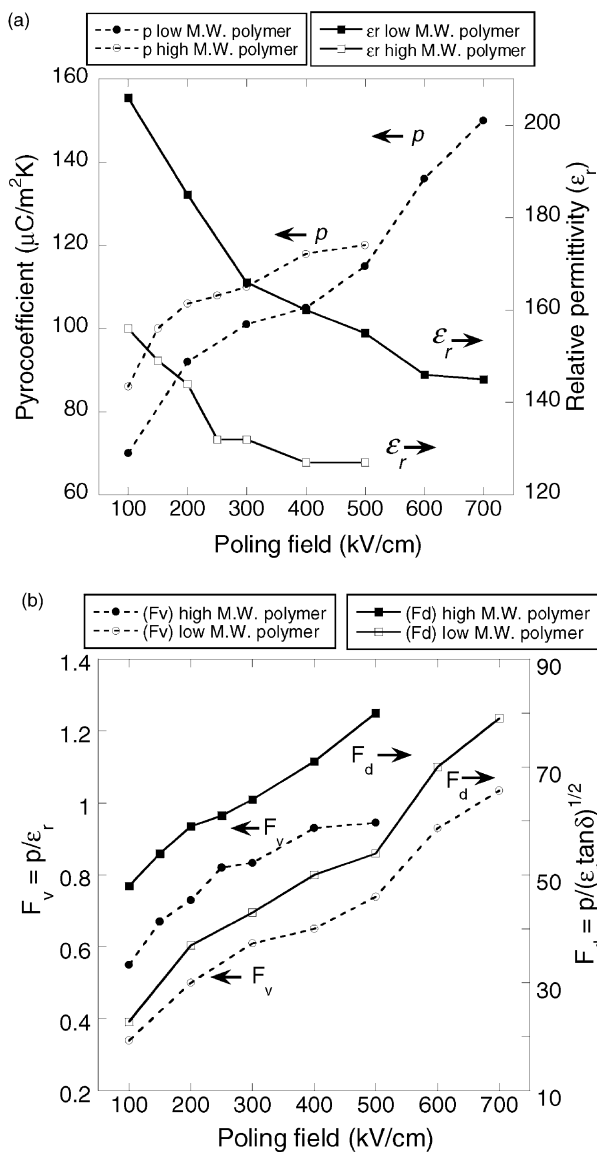 (a)
p low M.W. polymer
p high M.W. polymer
εr low M.W. polymer
εr high M.W. polymer
160
140
120
100
80
60
Pyrocoefficient (μC/m²K)
200
180
170
160
140
120
Relative permittivity (εr)
p
p
εr
εr
100 200 300 400 500 600 700
Poling field (kV/cm)
(b)
(Fv) high M.W. polymer
(Fv) low M.W. polymer
(Fd) high M.W. polymer
(Fd) low M.W. polymer
1.4
1.2
1
0.8
0.6
0.4
0.2
Fv = p/εr
90
70
50
30
10
Fd
Fd
Fv
Fv
100 200 300 400 500 600 700
Poling field (kV/cm)